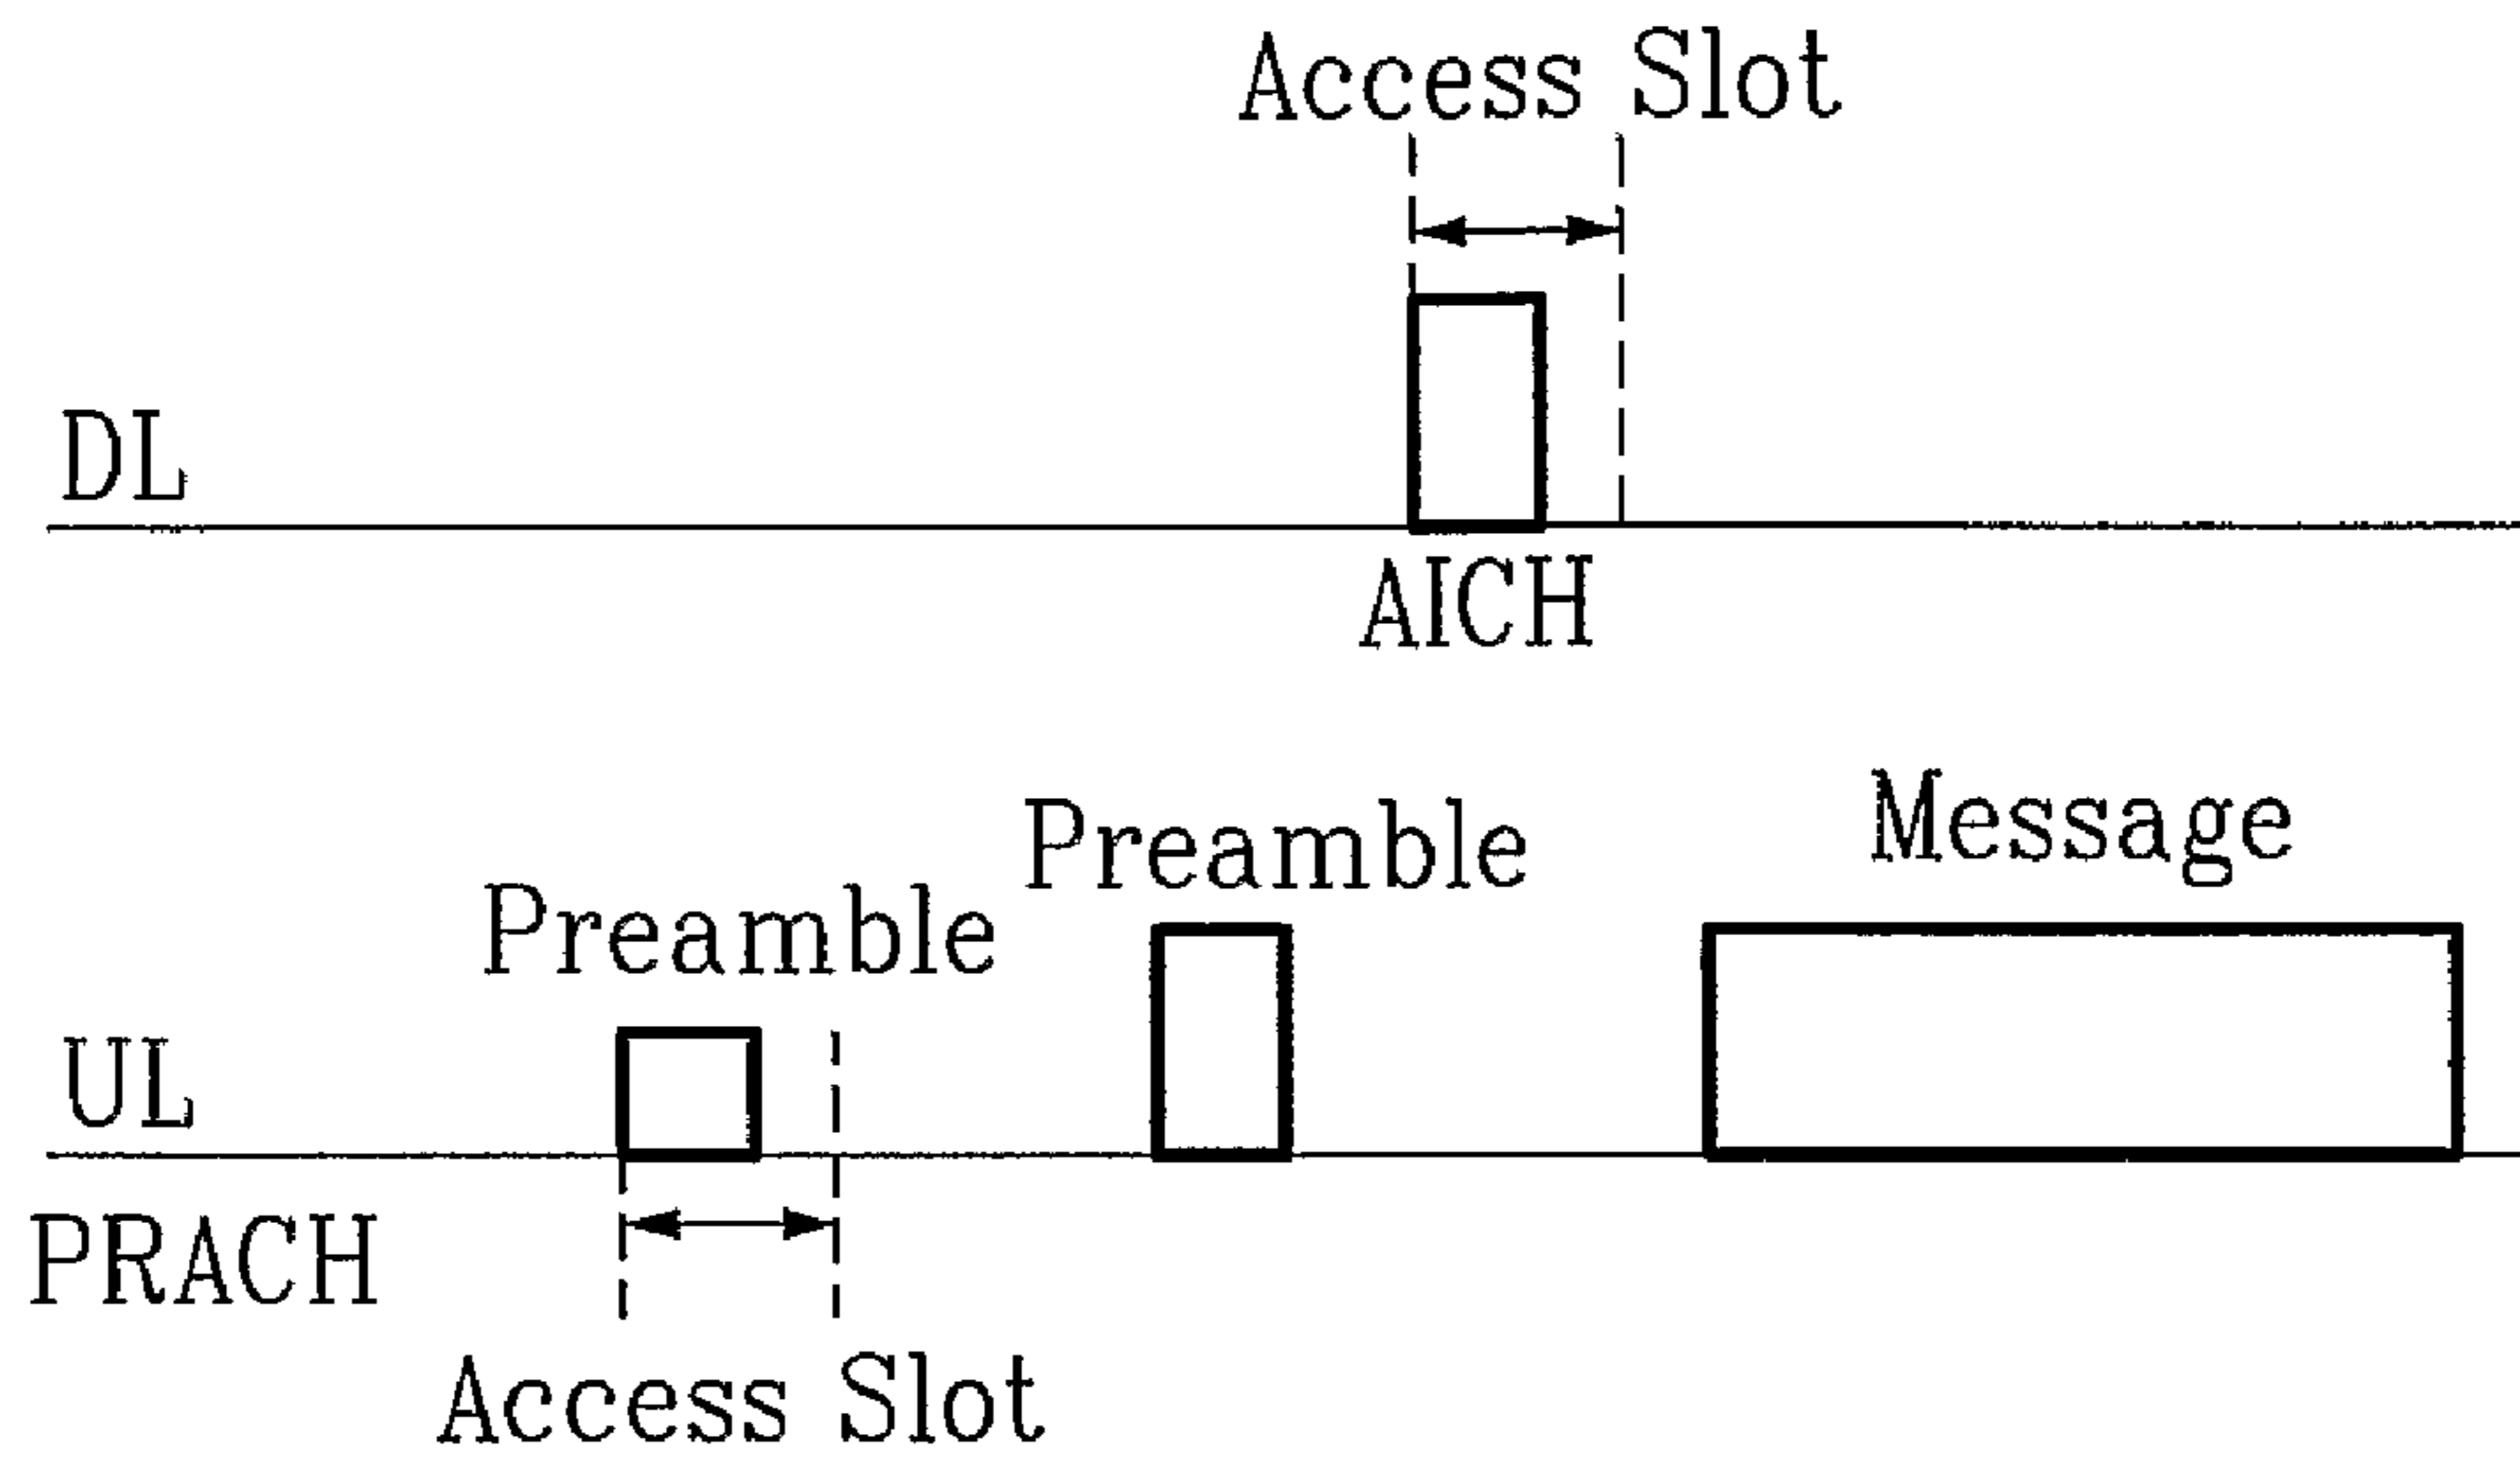 Access Slot
DL
AICH
Message
Preamble
Preamble
UL
PRACH
Access Slot